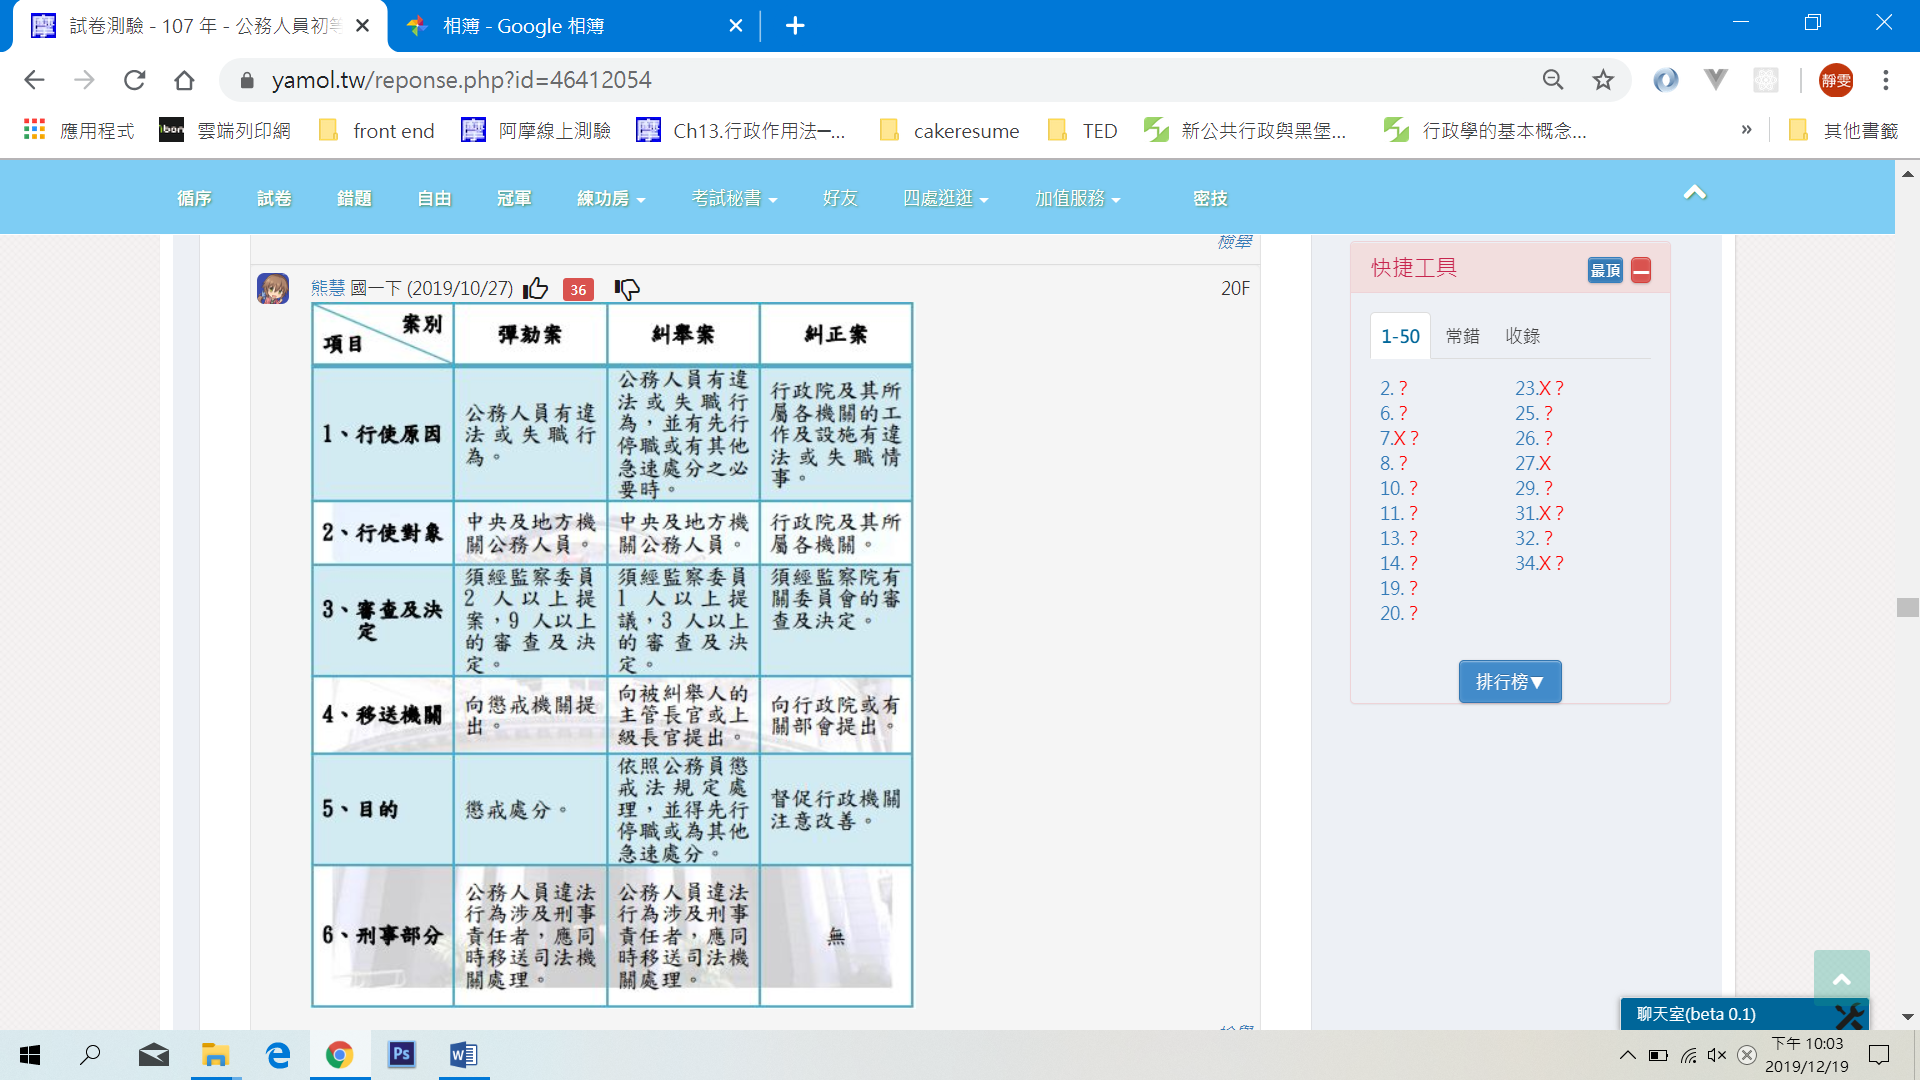 試卷測驗 - 107 年 - 公務人員初等
相簿 - Google 相簿
yamol.tw/reponse.php?id=46412054
靜雯
應用程式
ibon
雲端列印網
front end
摩
阿摩線上測驗
摩
Ch13.行政作用法一...
cakeresume
TED
新公共行政與黑堡...
行政學的基本概念...
»
其他書籤
循序
試卷
錯題
自由
冠軍
練功房
考試秘書
好友
四處逛逛
加值服務
密技
檢舉
熊慧 國一下 (2019/10/27)
36
20F
案別
項目
彈劾案
糾舉案
糾正案
1、行使原因
公務人員有違
法或失職行
為。
公務人員有違
法或失職行
為，並有先行
停職或有其他
急速處分之必
要時。
行政院及其所
屬各機關的工
作及設施有違
法或失職情
事。
2、行使對象
中央及地方機
關公務人員。
中央及地方機
關公務人員。
行政院及其所
屬各機關。
3、審查及決
定
須經監察委員
2 人以上提
案，9 人以上
的審查及決
定。
須經監察委員
1 人以上提
議，3 人以上
的審查及決
定。
須經監察院有
關委員會的審
查及決定。
4、移送機關
向懲戒機關提
出。
向被糾舉人的
主管長官或上
級長官提出。
向行政院或有
關部會提出。
5、目的
懲戒處分。
依照公務員懲
戒法規定處
理，並得先行
停職或為其他
急速處分。
督促行政機關
注意改善。
6、刑事部分
公務人員違法
行為涉及刑事
責任者，應同
時移送司法機
關處理。
公務人員違法
行為涉及刑事
責任者，應同
時移送司法機
關處理。
無
快捷工具
最頂
1-50
常錯
收錄
2. ?
6. ?
7.X ?
8. ?
10. ?
11. ?
13. ?
14. ?
19. ?
20. ?
23.X ?
25. ?
26. ?
27.X
29. ?
31.X ?
32. ?
34.X ?
排行榜▼
聊天室(beta 0.1)
Ps
下午 10:03
2019/12/19